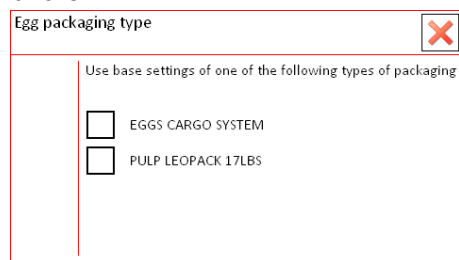 Egg packaging type
Use base settings of one of the following types of packaging
EGGS CARGO SYSTEM
PULP LEOPACK 17LBS